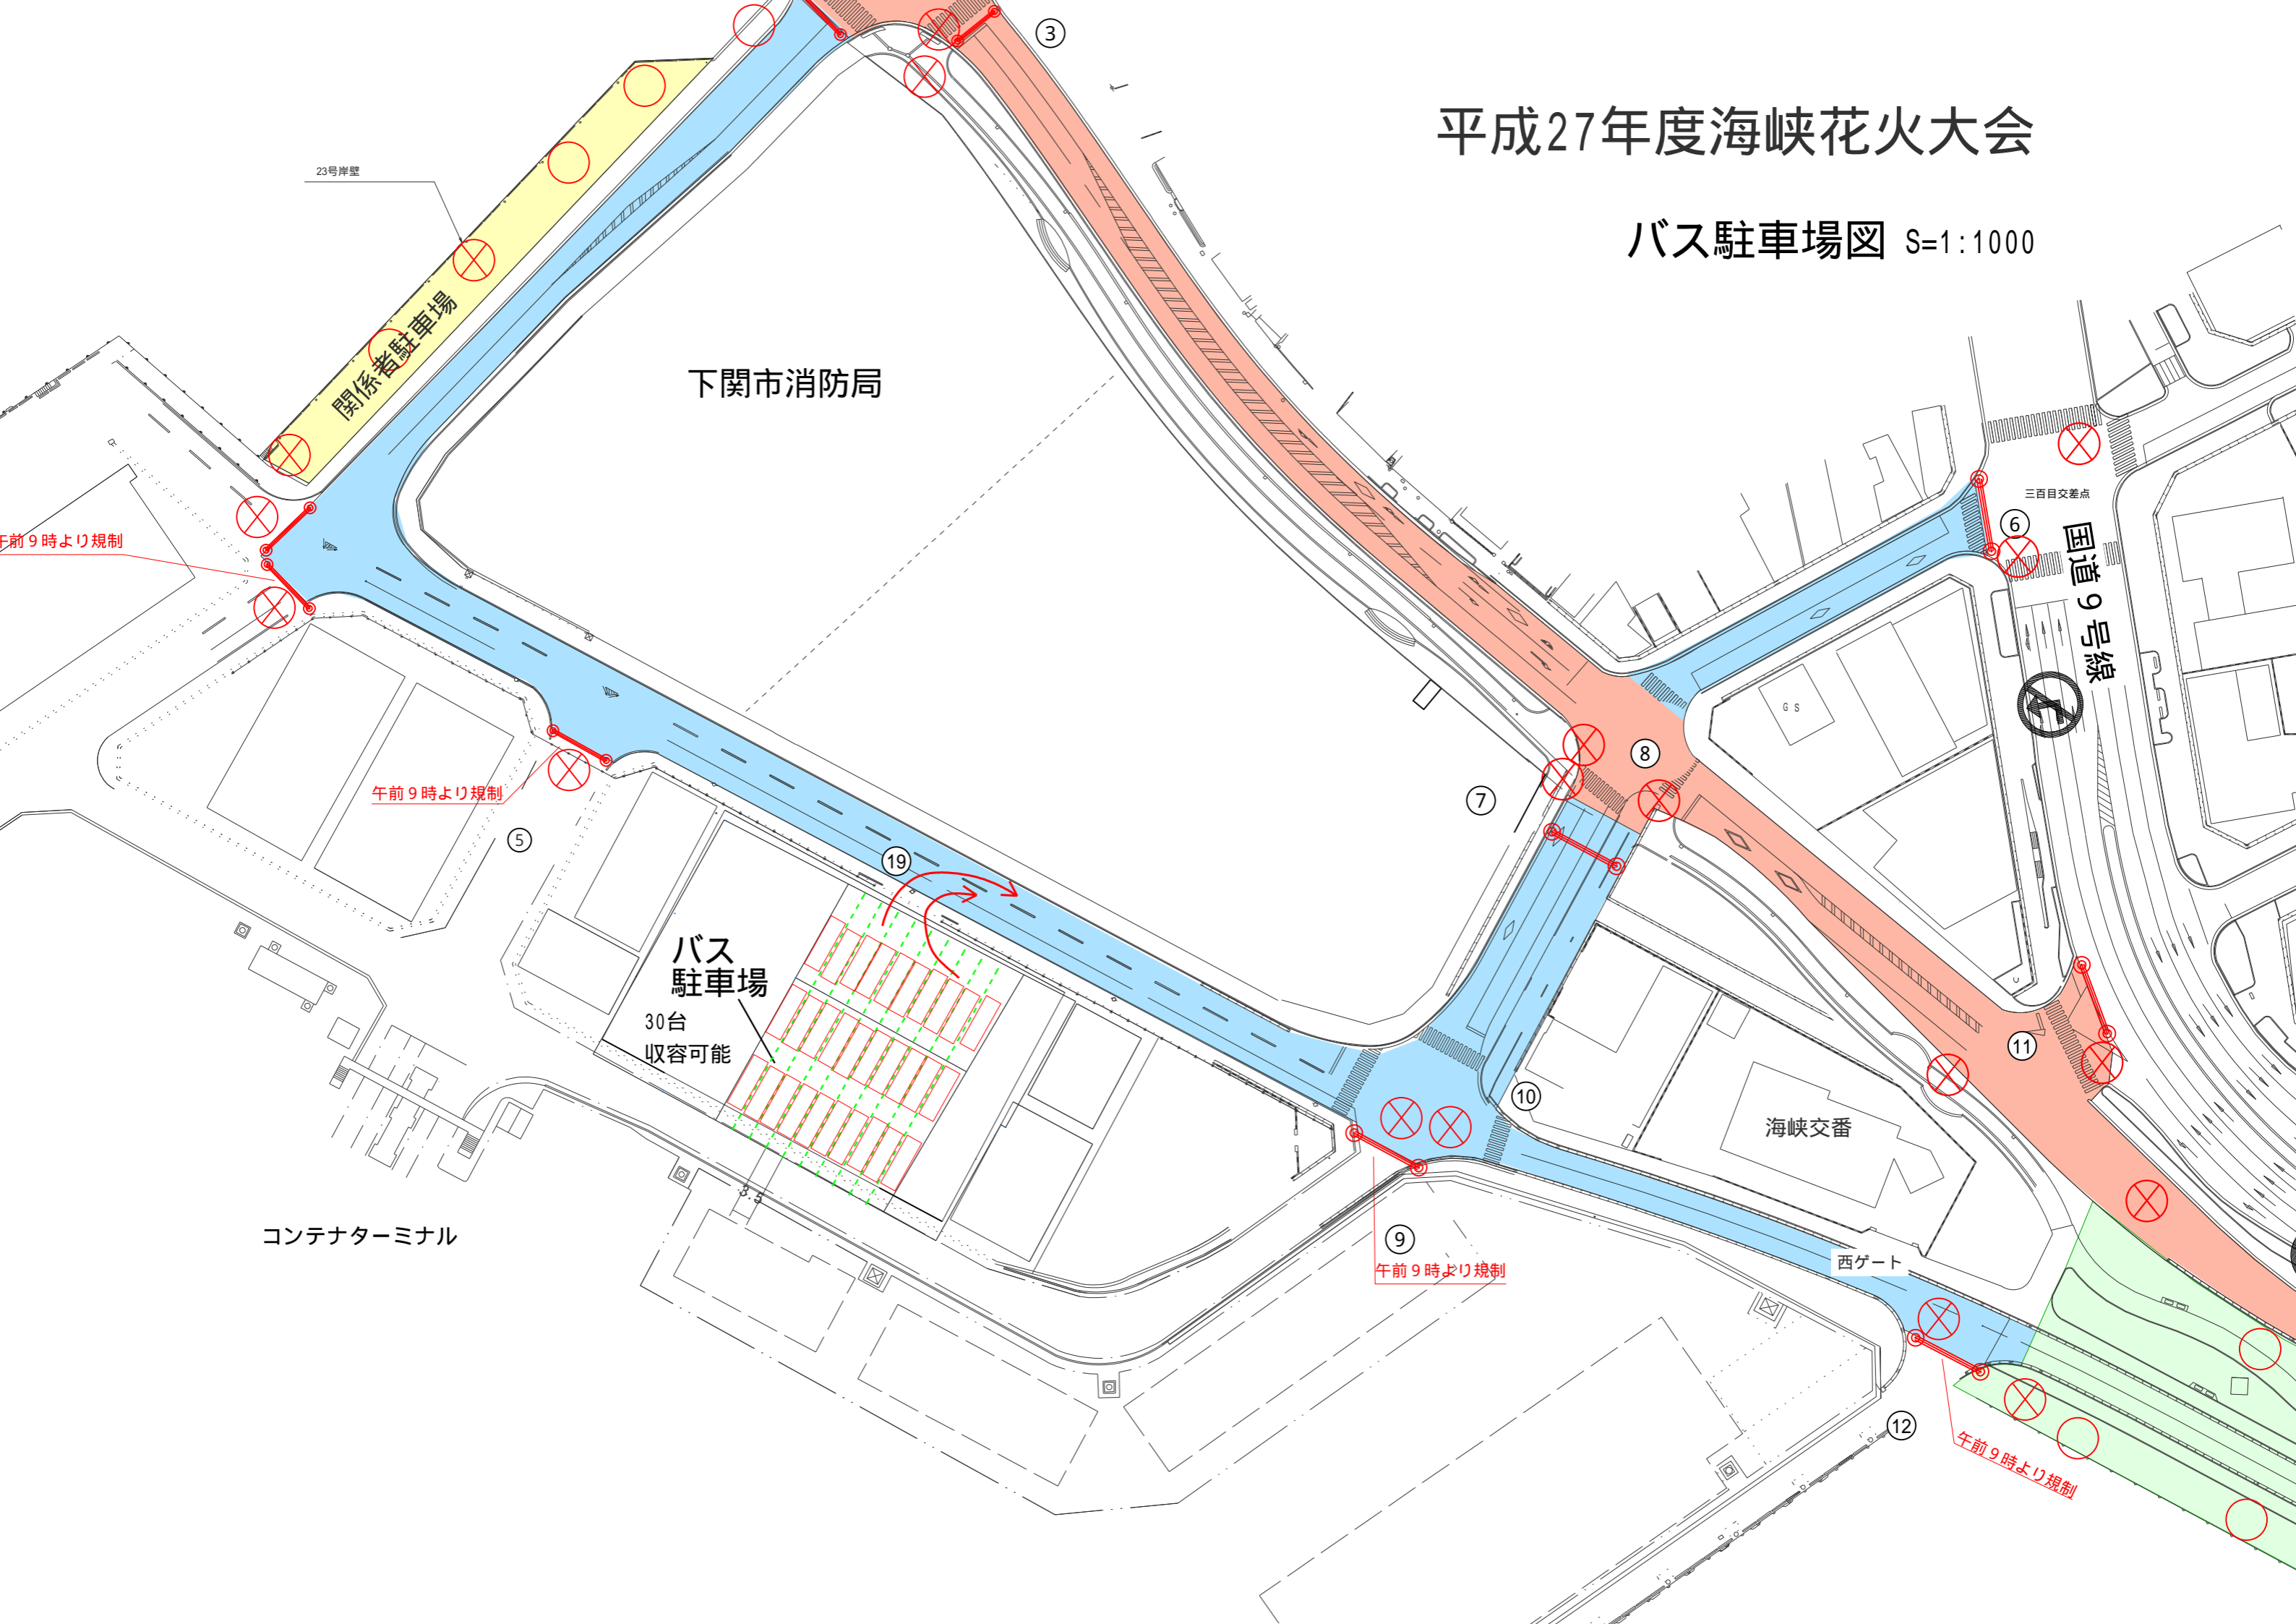 平成27年度海峡花火大会
バス駐車場図 S=1:1000
③
23号岸壁
関係者駐車場
下関市消防局
三百目交差点
⑥
国道9号線
午前9時より規制
GS
⑧
⑦
午前9時より規制
⑤
⑲
バス
駐車場
30台
収容可能
⑪
⑩
海峡交番
3.5
コンテナターミナル
⑨
午前9時より規制
西ゲート
⑫
午前9時より規制